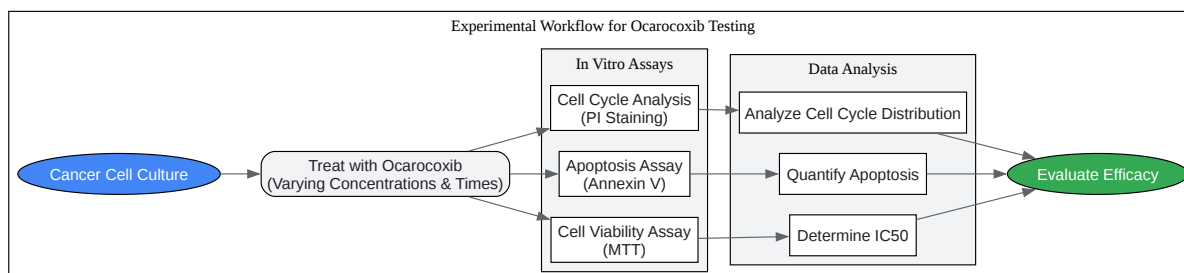 Experimental Workflow for Ocarocoxib Testing
In Vitro Assays
Data Analysis
Cell Cycle Analysis
(PI Staining)
Analyze Cell Cycle Distribution
Cancer Cell Culture
Treat with Ocarocoxib
(Varying Concentrations & Times)
Apoptosis Assay
(Annexin V)
Quantify Apoptosis
Evaluate Efficacy
Cell Viability Assay
(MTT)
Determine IC50